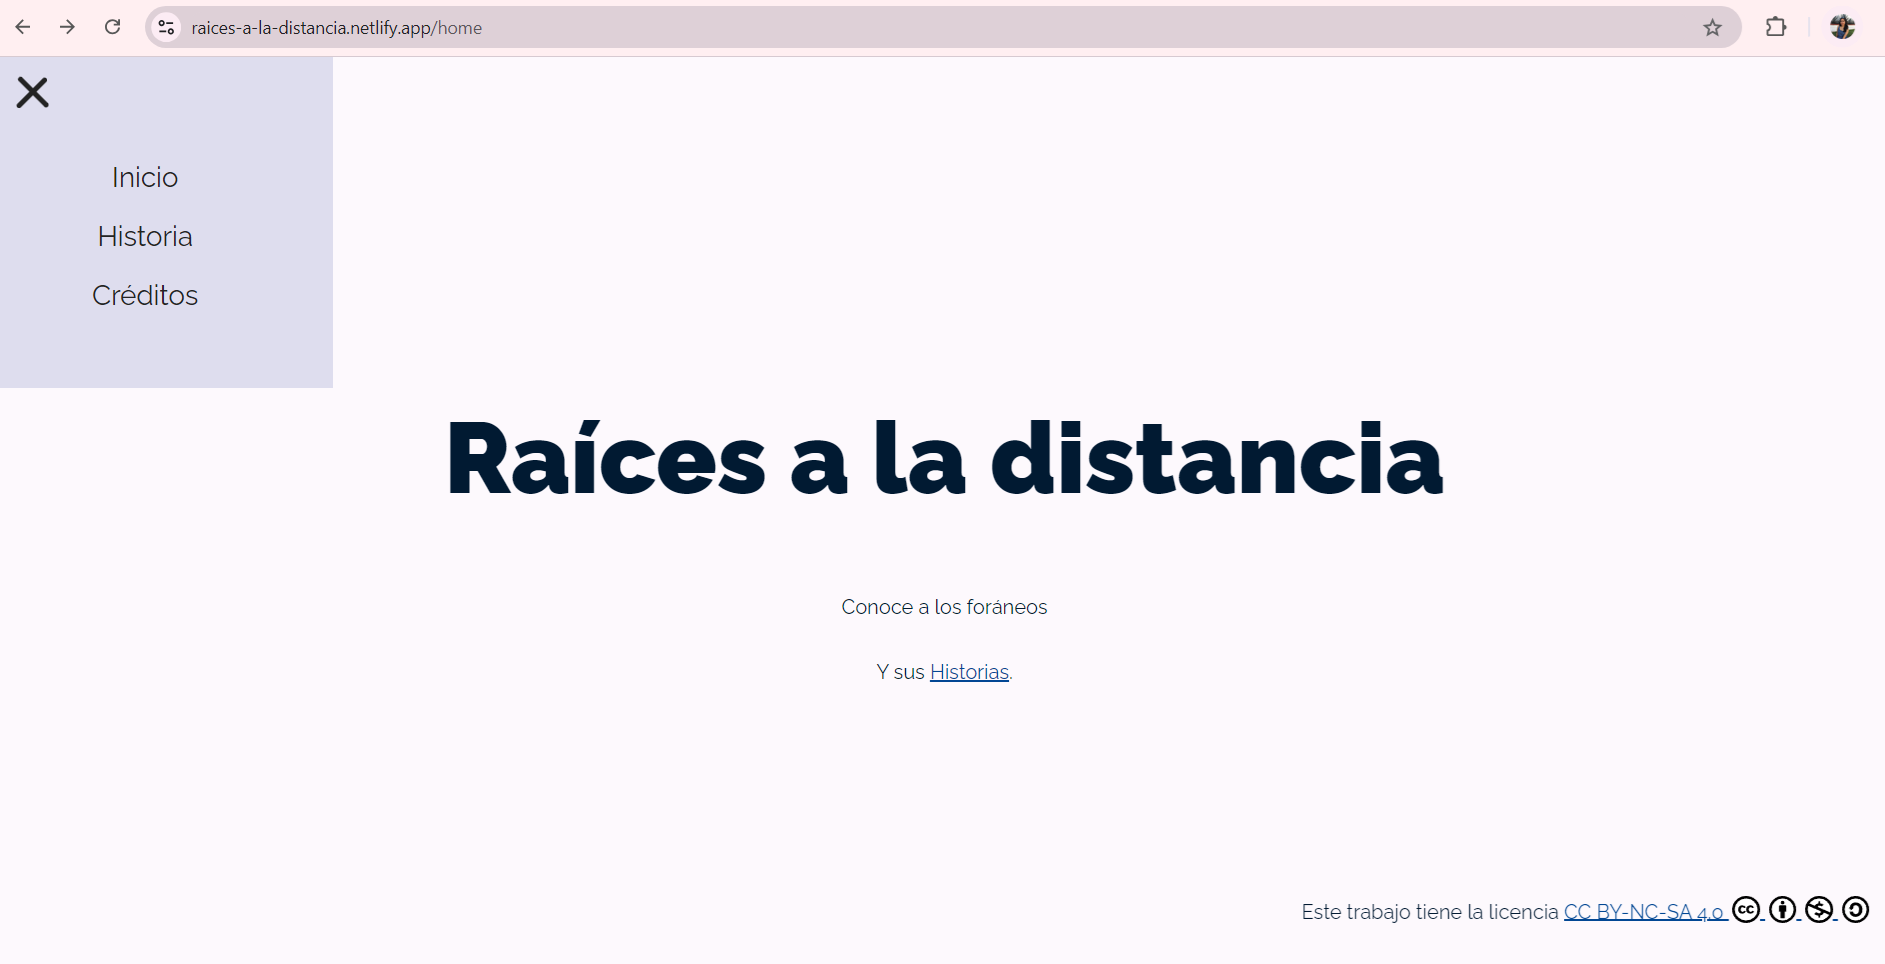 raices-a-la-distancia.netlify.app/home
Inicio
Historia
Créditos
Raíces a la distancia
Conoce a los foráneos
Y sus Historias.
Este trabajo tiene la licencia CC BY-NC-SA 4.0